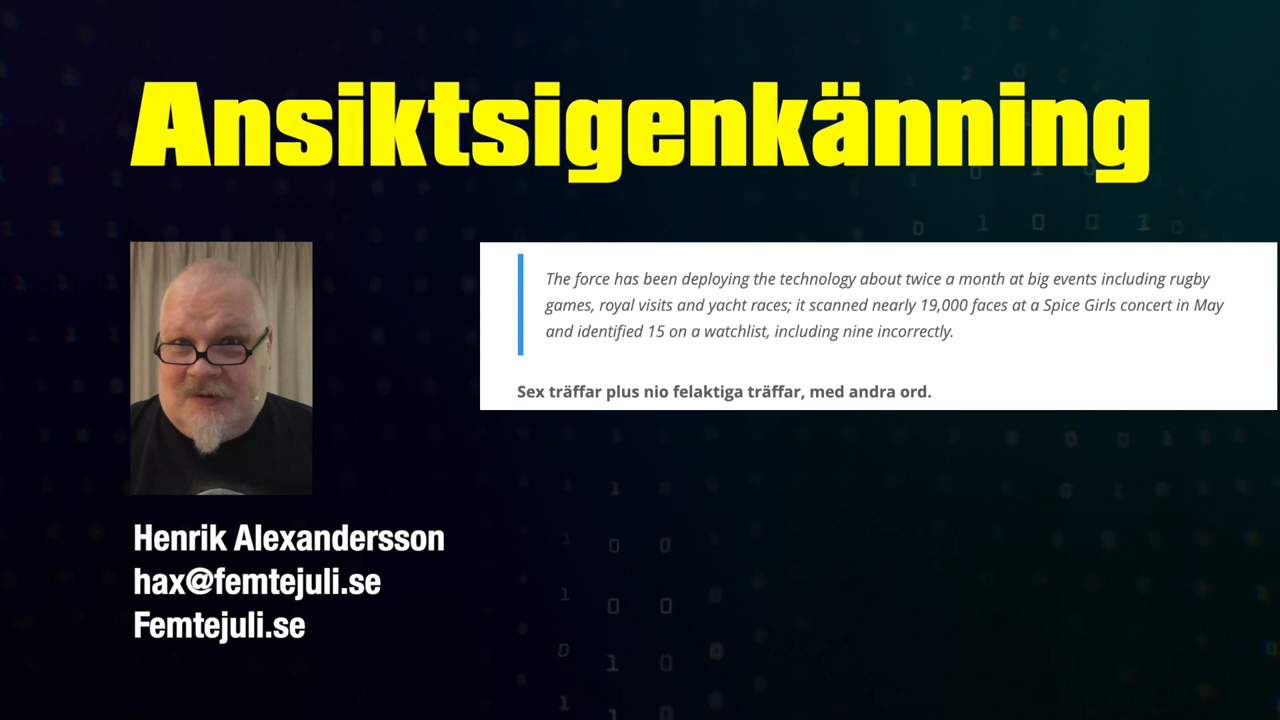 Ansiktsigenkänning
The force has been deploying the technology about twice a month at big events including rugby
games, royal visits and yacht races; it scanned nearly 19,000 faces at a Spice Girls concert in May
and identified 15 on a watchlist, including nine incorrectly.
Sex träffar plus nio felaktiga träffar, med andra ord.
Henrik Alexandersson
hax@femtejuli.se
Femtejuli.se